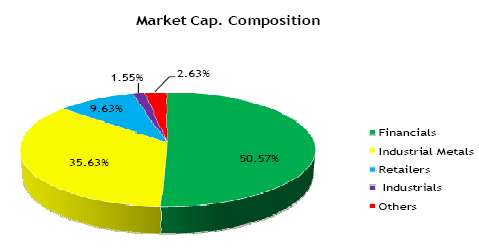 Market Cap. Composition
1.55%
2.63%
9.63%
35.63%
50.57%
Financials
Industrial Metals
Retailers
Industrials
Others